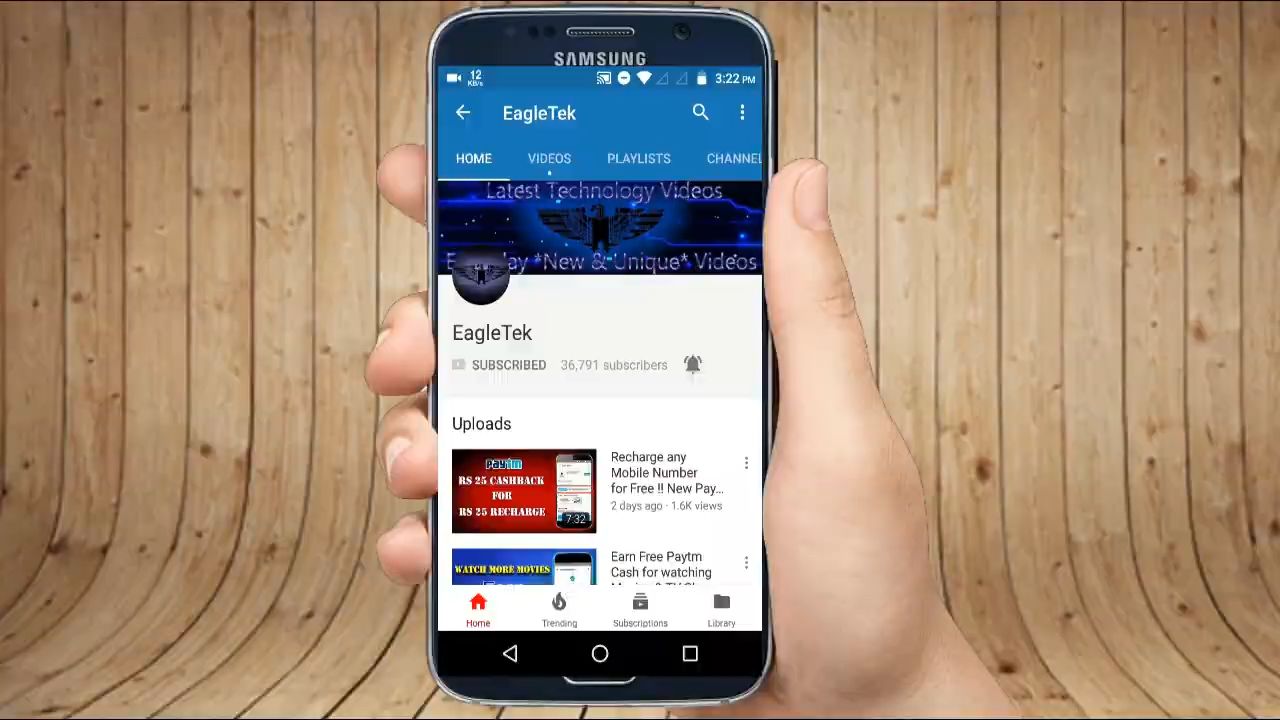 SAMSUNG
12
KB/s
3:22 PM
EagleTek
HOME VIDEOS PLAYLISTS CHANNEL
Latest Technology Videos
ay *New & Unique* Videos
EagleTek
SUBSCRIBED 36,791 subscribers
Uploads
paytm
RS 25 CASHBACK
FOR
RS 25 RECHARGE
7:32
Recharge any
Mobile Number
for Free !! New Pay...
2 days ago · 1.6K views
WATCH MORE MOVIES
Earn Free Paytm
Cash for watching
Home Trending Subscriptions Library